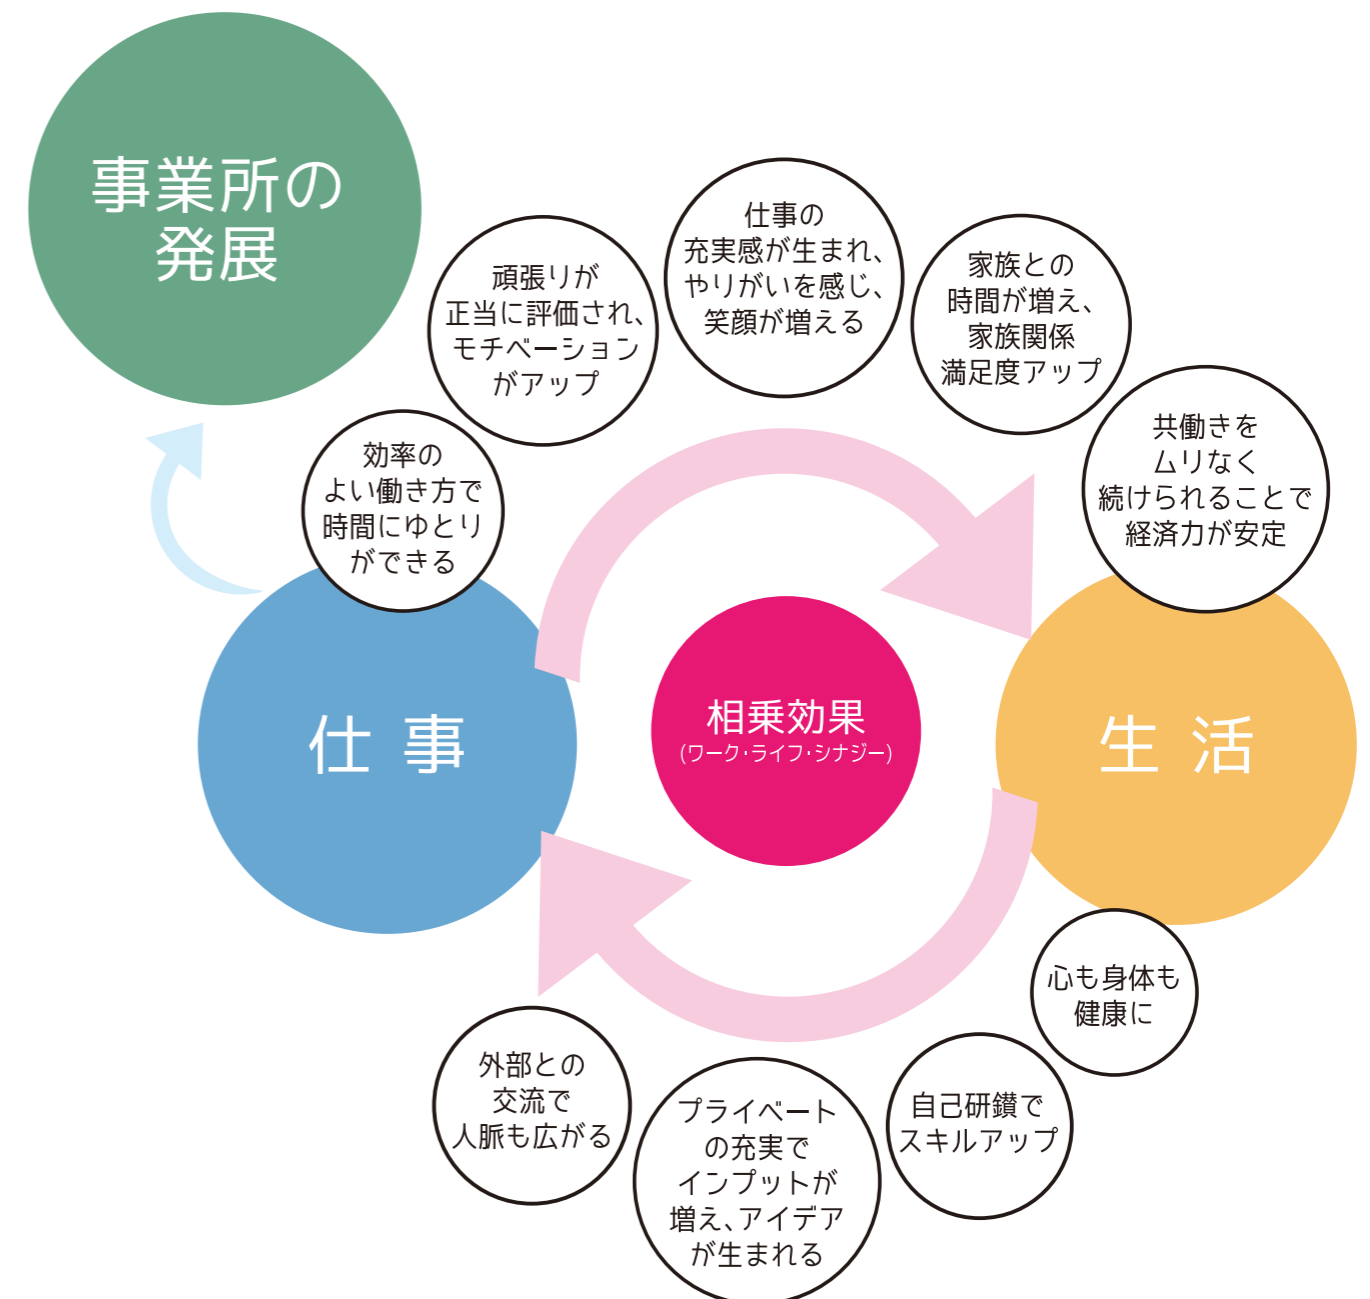 事業所の
発展
効率の
よい働き方で
時間にゆとり
ができる
頑張りが
正当に評価され、
モチベーション
がアップ
仕事の
充実感が生まれ、
やりがいを感じ、
笑顔が増える
家族との
時間が増え、
家族関係
満足度アップ
共働きを
ムリなく
続けられることで
経済力が安定
仕事
相乗効果
(ワーク・ライフ・シナジー)
生活
心も身体も
健康に
自己研鑚で
スキルアップ
プライベート
の充実で
インプットが
増え、アイデア
が生まれる
外部との
交流で
人脈も広がる